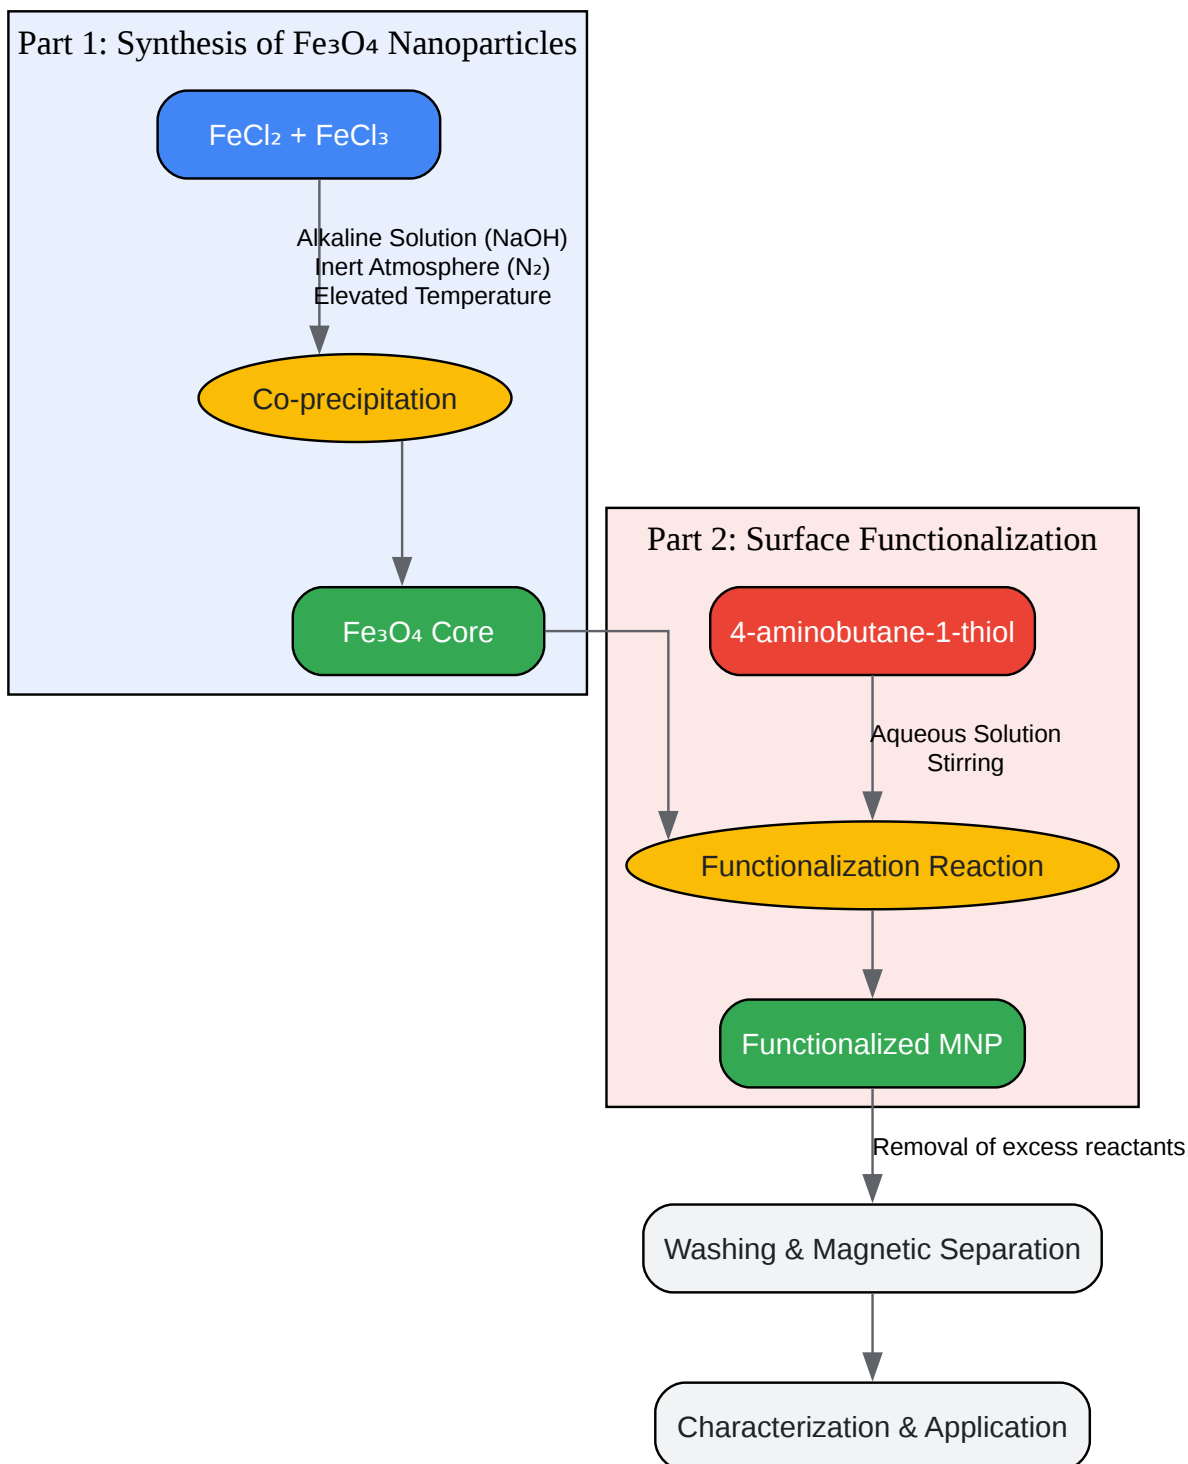 Part 1: Synthesis of Fe₃O₄ Nanoparticles
FeCl₂ + FeCl₃
Alkaline Solution (NaOH)
Inert Atmosphere (N₂)
Elevated Temperature
Co-precipitation
Fe₃O₄ Core
Part 2: Surface Functionalization
4-aminobutane-1-thiol
Aqueous Solution
Stirring
Functionalization Reaction
Functionalized MNP
Removal of excess reactants
Washing & Magnetic Separation
Characterization & Application